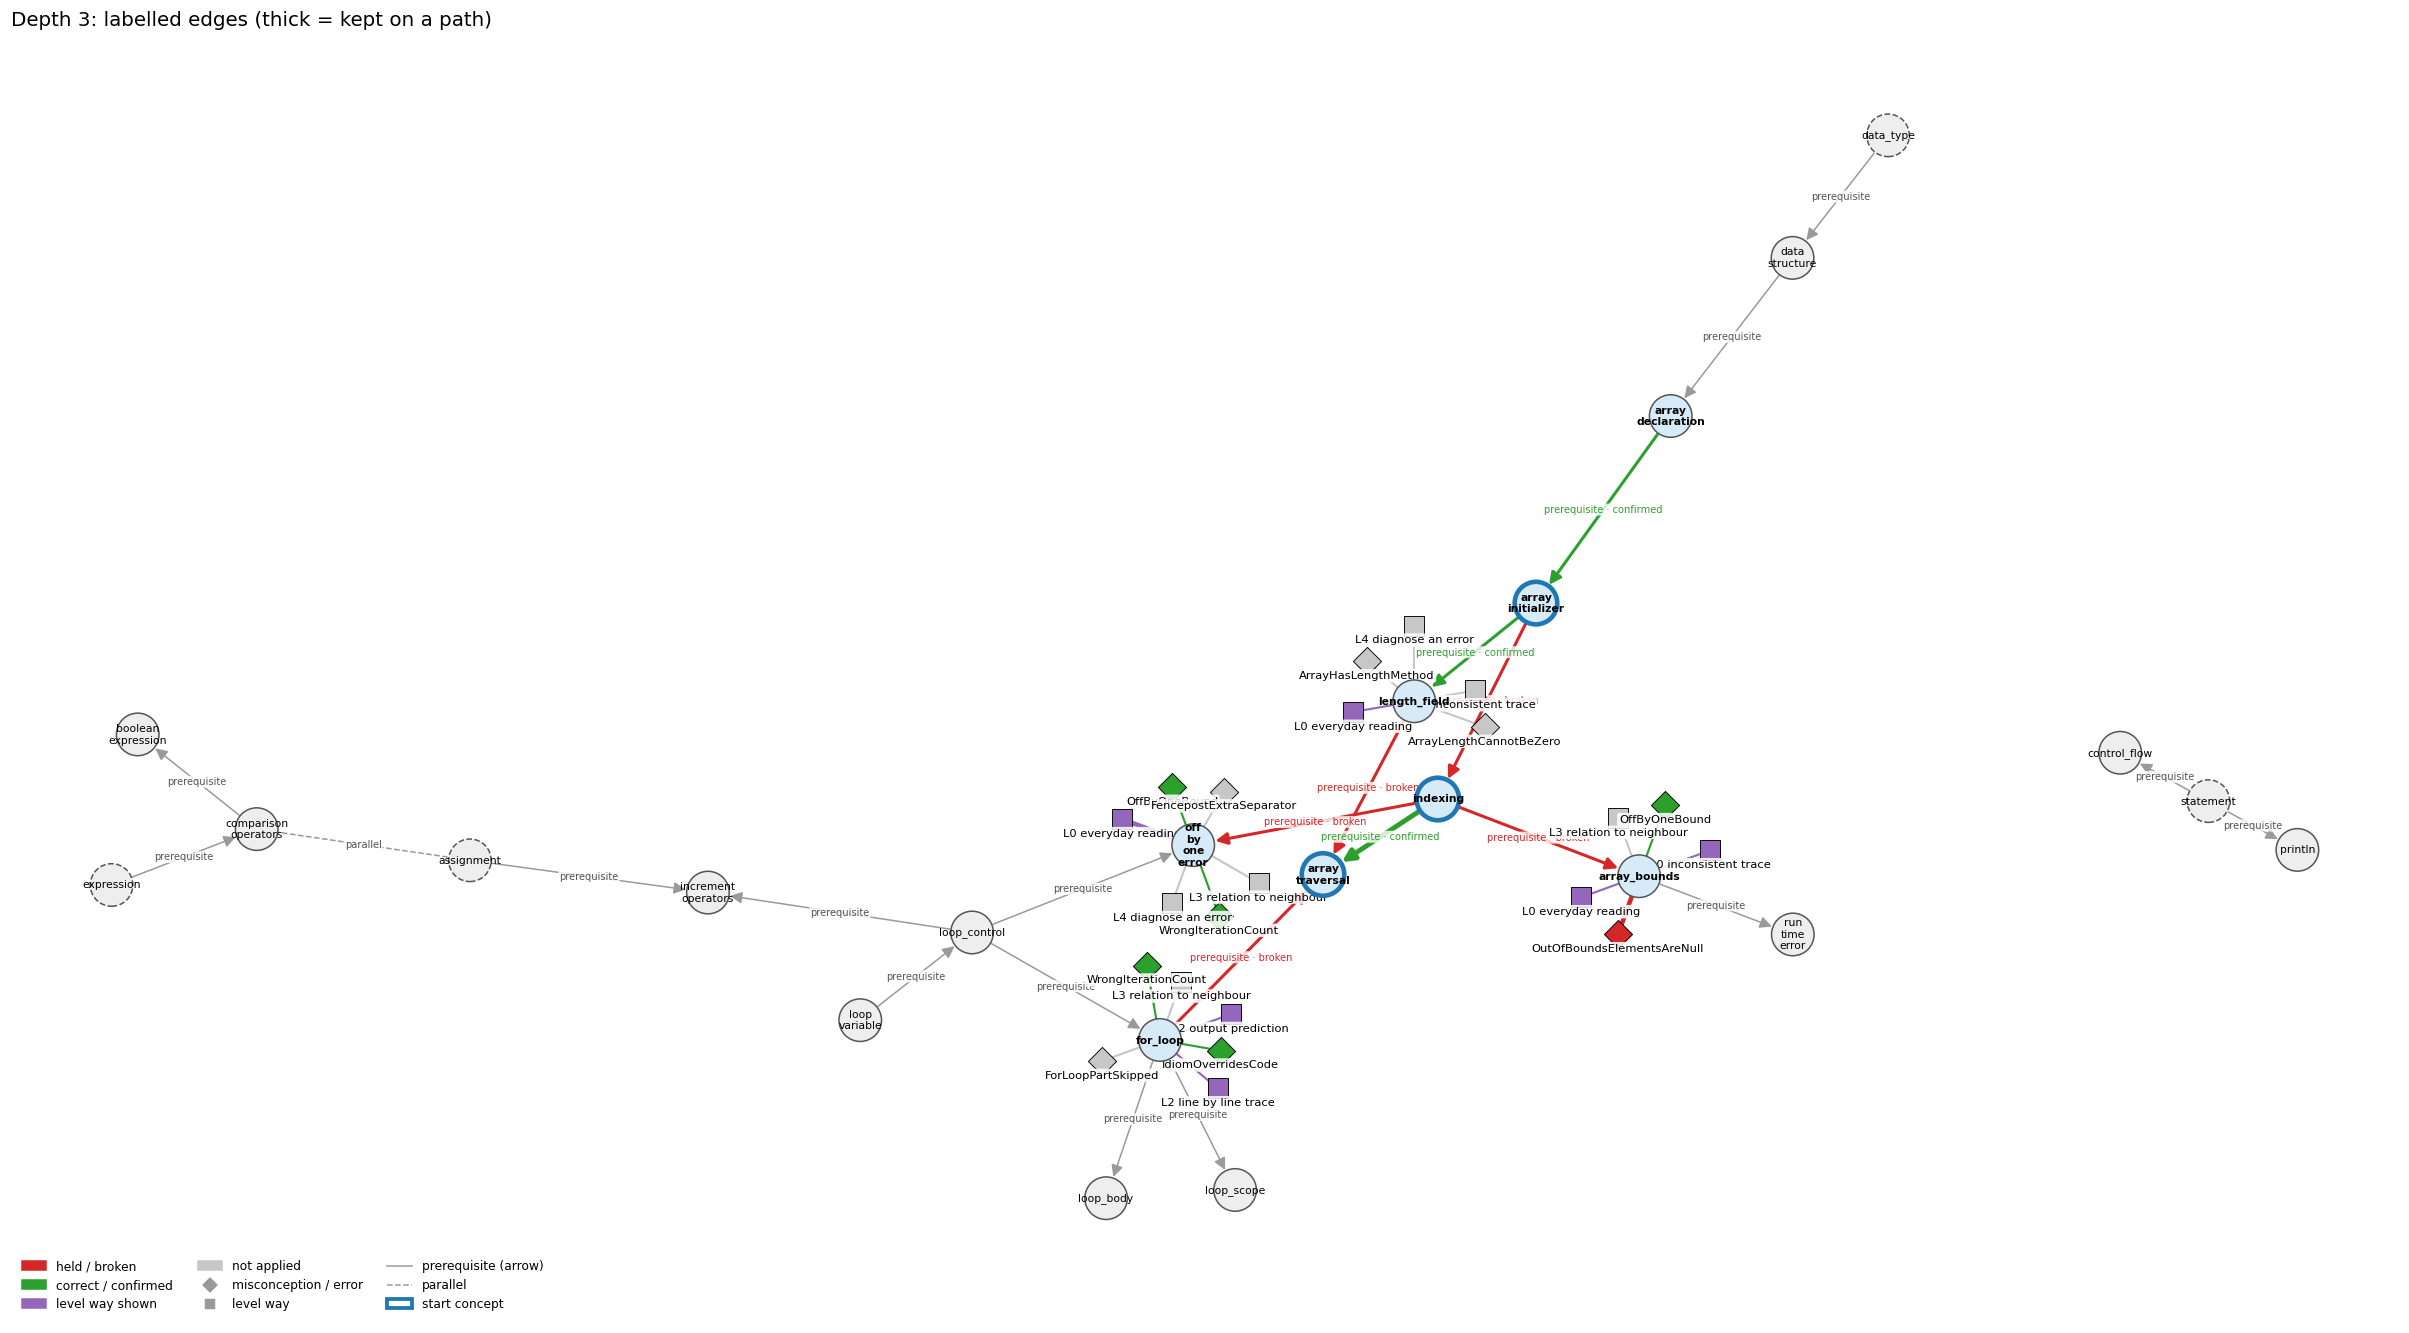 Depth 3: labelled edges (thick = kept on a path)
data_type
prerequisite
data
structure
prerequisite
array
declaration
prerequisite · confirmed
array
initializer
L4 diagnose an error
prerequisite · confirmed
ArrayHasLengthMethod
length_field
inconsistent trace
L0 everyday reading
ArrayLengthCannotBeZero
boolean
expression
prerequisite
comparison
operators
parallel
prerequisite
expression
assignment
prerequisite
increment
operators
prerequisite
loop_control
prerequisite
loop
variable
prerequisite
prerequisite
prerequisite · broken
indexing
FencepostExtraSeparator
prerequisite · broken
L0 everyday readin
off
by
one
error
prerequisite · confirmed
array
traversal
L3 relation to neighbour
L4 diagnose an error
WrongIterationCount
prerequisite · broken
WrongIterationCount
L3 relation to neighbour
2 output prediction
for_loop
IdiomOverridesCode
ForLoopPartSkipped
L2 line by line trace
prerequisite
prerequisite
loop_body
loop_scope
prerequisite · broken
OffByOneBound
L3 relation to neighbour
0 inconsistent trace
array_bounds
L0 everyday reading
prerequisite
OutOfBoundsElementsAreNull
run
time
error
control_flow
prerequisite
statement
prerequisite
println
held / broken
correct / confirmed
level way shown
not applied
misconception / error
level way
prerequisite (arrow)
parallel
start concept